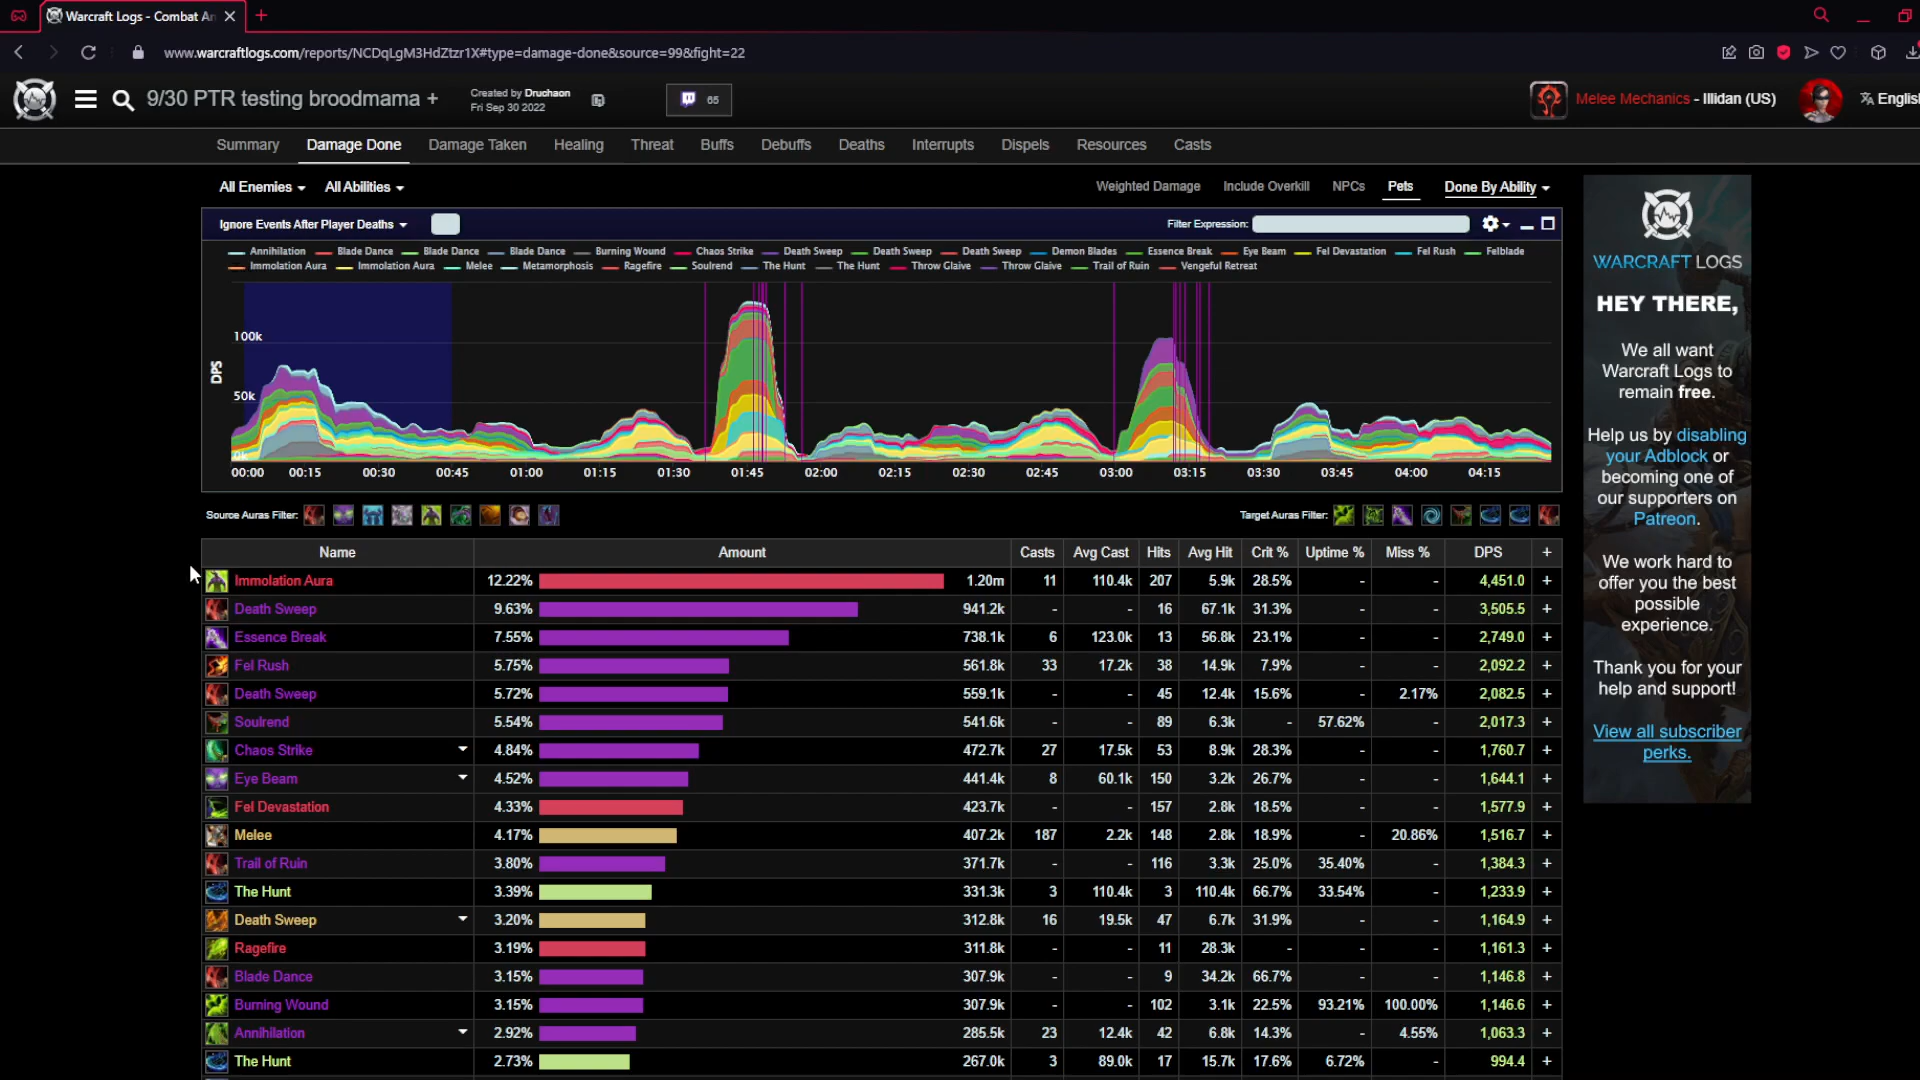 Warcraft Logs - Combat An
www.warcraftlogs.com/reports/NCDqLgM3HdZtzr1X#type=damage-done&source=99&fight=22
9/30 PTR testing broodmama +
Created by Druchaon
Fri Sep 30 2022
65
Melee Mechanics - Illidan (US)
English
Summary Damage Done Damage Taken Healing Threat Buffs Debuffs Deaths Interrupts Dispels Resources Casts
All Enemies All Abilities
Weighted Damage Include Overkill NPCs Pets Done By Ability
Ignore Events After Player Deaths
Filter Expression:
Annihilation Blade Dance Blade Dance Blade Dance Burning Wound Chaos Strike Death Sweep Death Sweep Death Sweep Demon Blades Essence Break Eye Beam Fel Devastation Fel Rush Felblade
Immolation Aura Immolation Aura Melee Metamorphosis Ragefire Soulrend The Hunt The Hunt Throw Glaive Throw Glaive Trail of Ruin Vengeful Retreat
DPS
100k
50k
0k
00:00 00:15 00:30 00:45 01:00 01:15 01:30 01:45 02:00 02:15 02:30 02:45 03:00 03:15 03:30 03:45 04:00 04:15
Source Auras Filter:
Target Auras Filter:
Name Amount Casts Avg Cast Hits Avg Hit Crit % Uptime % Miss % DPS +
Immolation Aura 12.22% 1.20m 11 110.4k 207 5.9k 28.5% - - 4,451.0 +
Death Sweep 9.63% 941.2k - - 16 67.1k 31.3% - - 3,505.5 +
Essence Break 7.55% 738.1k 6 123.0k 13 56.8k 23.1% - - 2,749.0 +
Fel Rush 5.75% 561.8k 33 17.2k 38 14.9k 7.9% - - 2,092.2 +
Death Sweep 5.72% 559.1k - - 45 12.4k 15.6% - 2.17% 2,082.5 +
Soulrend 5.54% 541.6k - - 89 6.3k - 57.62% - 2,017.3 +
Chaos Strike 4.84% 472.7k 27 17.5k 53 8.9k 28.3% - - 1,760.7 +
Eye Beam 4.52% 441.4k 8 60.1k 150 3.2k 26.7% - - 1,644.1 +
Fel Devastation 4.33% 423.7k - - 157 2.8k 18.5% - - 1,577.9 +
Melee 4.17% 407.2k 187 2.2k 148 2.8k 18.9% - 20.86% 1,516.7 +
Trail of Ruin 3.80% 371.7k - - 116 3.3k 25.0% 35.40% - 1,384.3 +
The Hunt 3.39% 331.3k 3 110.4k 3 110.4k 66.7% 33.54% - 1,233.9 +
Death Sweep 3.20% 312.8k 16 19.5k 47 6.7k 31.9% - - 1,164.9 +
Ragefire 3.19% 311.8k - - 11 28.3k - - - 1,161.3 +
Blade Dance 3.15% 307.9k - - 9 34.2k 66.7% - - 1,146.8 +
Burning Wound 3.15% 307.9k - - 102 3.1k 22.5% 93.21% 100.00% 1,146.6 +
Annihilation 2.92% 285.5k 23 12.4k 42 6.8k 14.3% - 4.55% 1,063.3 +
The Hunt 2.73% 267.0k 3 89.0k 17 15.7k 17.6% 6.72% - 994.4 +
WARCRAFT LOGS
HEY THERE,
We all want
Warcraft Logs to
remain free.
Help us by disabling
your Adblock or
becoming one of
our supporters on
Patreon.
We work hard to
offer you the best
possible
experience.
Thank you for your
help and support!
View all subscriber
perks.